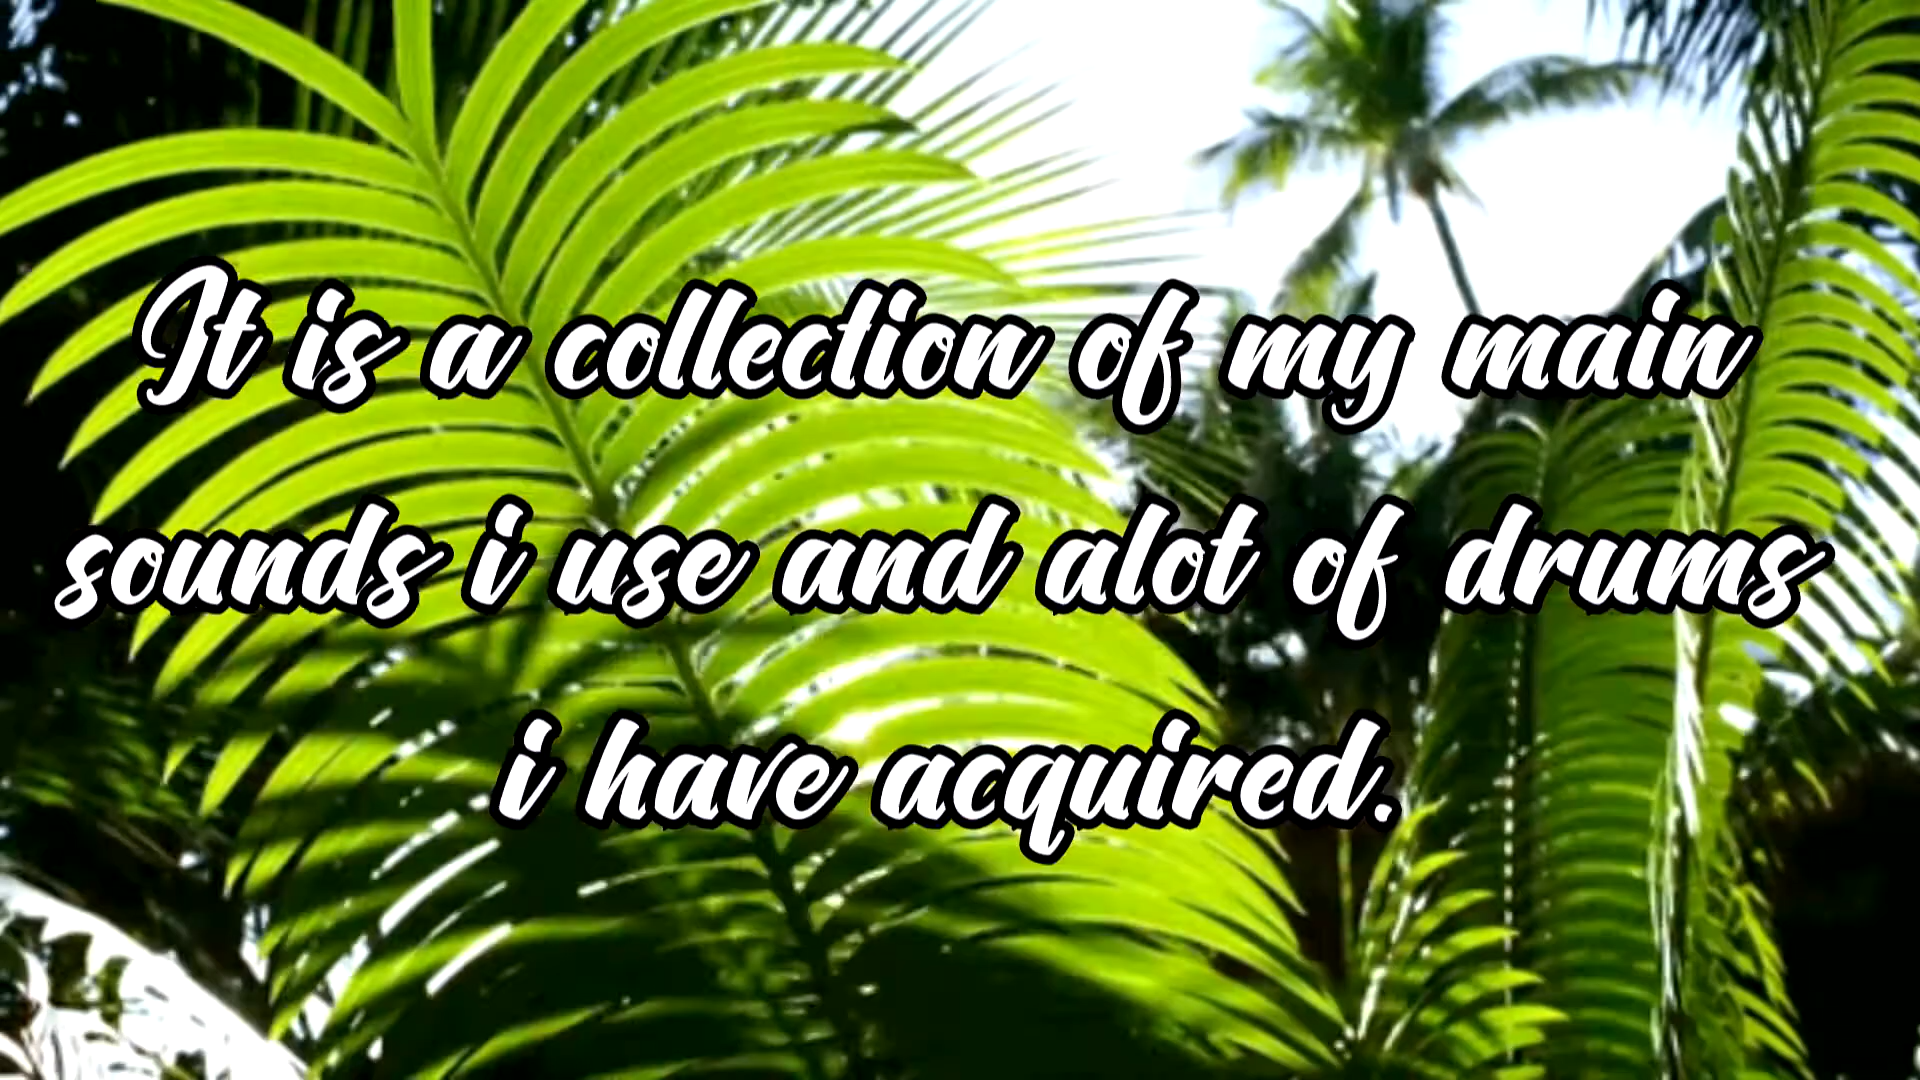 It is a collection of my main
sounds i use and alot of drums
i have acquired.